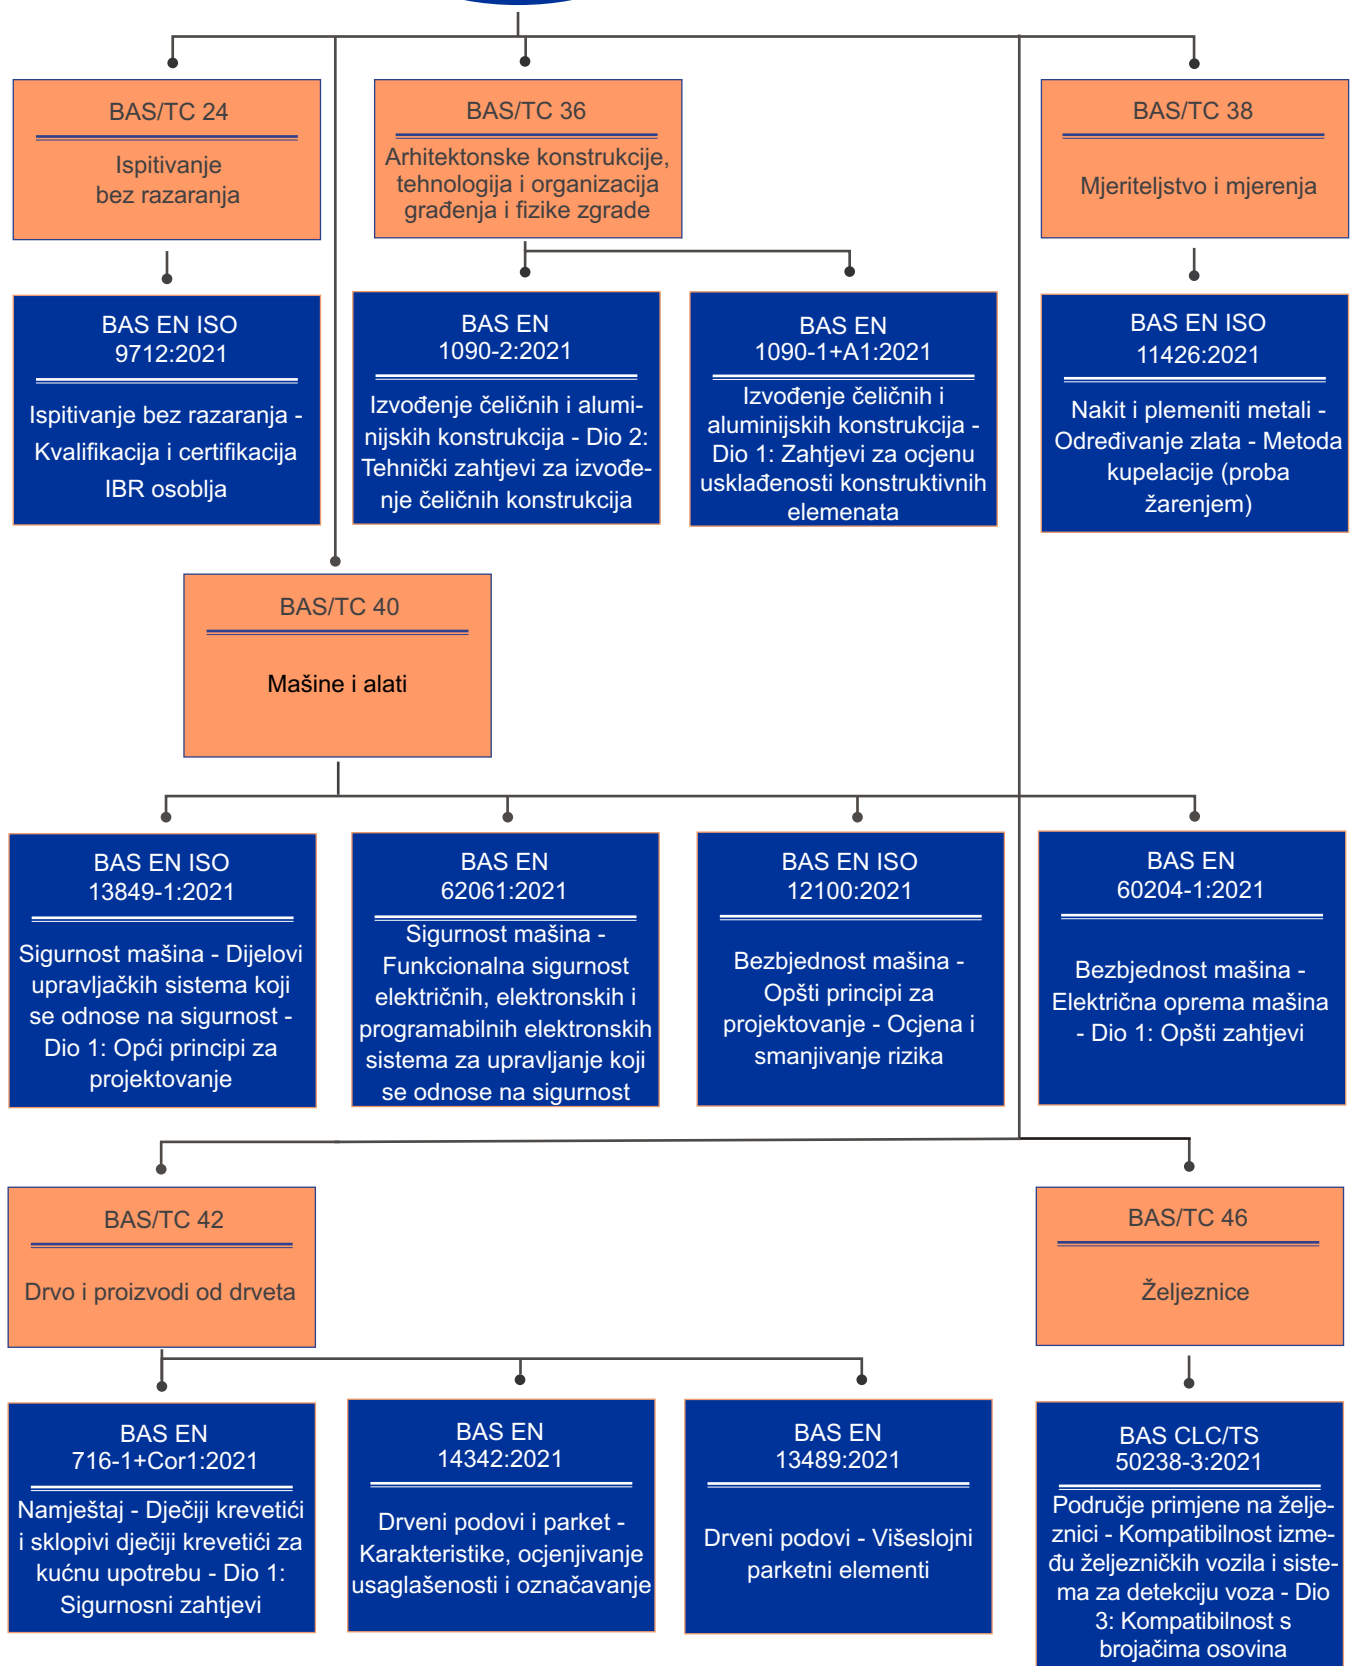 BAS/TC 24
Ispitivanje
bez razaranja
BAS/TC 36
Arhitektonske konstrukcije,
tehnologija i organizacija
građenja i fizike zgrade
BAS/TC 38
Mjeriteljstvo i mjerenja
BAS EN ISO
9712:2021
Ispitivanje bez razaranja -
Kvalifikacija i certifikacija
IBR osoblja
BAS EN
1090-2:2021
Izvođenje čeličnih i alumi-
nijskih konstrukcija - Dio 2:
Tehnički zahtjevi za izvođe-
nje čeličnih konstrukcija
BAS EN
1090-1+A1:2021
Izvođenje čeličnih i
aluminijskih konstrukcija -
Dio 1: Zahtjevi za ocjenu
usklađenosti konstruktivnih
elemenata
BAS EN ISO
11426:2021
Nakit i plemeniti metali -
Određivanje zlata - Metoda
kupelacije (proba
žarenjem)
BAS/TC 40
Mašine i alati
BAS EN ISO
13849-1:2021
Sigurnost mašina - Dijelovi
upravljačkih sistema koji
se odnose na sigurnost -
Dio 1: Opći principi za
projektovanje
BAS EN
62061:2021
Sigurnost mašina -
Funkcionalna sigurnost
električnih, elektronskih i
programabilnih elektronskih
sistema za upravljanje koji
se odnose na sigurnost
BAS EN ISO
12100:2021
Bezbjednost mašina -
Opšti principi za
projektovanje - Ocjena i
smanjivanje rizika
BAS EN
60204-1:2021
Bezbjednost mašina -
Električna oprema mašina
- Dio 1: Opšti zahtjevi
BAS/TC 42
Drvo i proizvodi od drveta
BAS/TC 46
Željeznice
BAS EN
716-1+Cor1:2021
Namještaj - Dječiji krevetići
i sklopivi dječiji krevetići za
kućnu upotrebu - Dio 1:
Sigurnosni zahtjevi
BAS EN
14342:2021
Drveni podovi i parket -
Karakteristike, ocjenjivanje
usaglašenosti i označavanje
BAS EN
13489:2021
Drveni podovi - Višeslojni
parketni elementi
BAS CLC/TS
50238-3:2021
Područje primjene na želje-
znici - Kompatibilnost izme-
đu željezničkih vozila i siste-
ma za detekciju voza - Dio
3: Kompatibilnost s
brojačima osovina